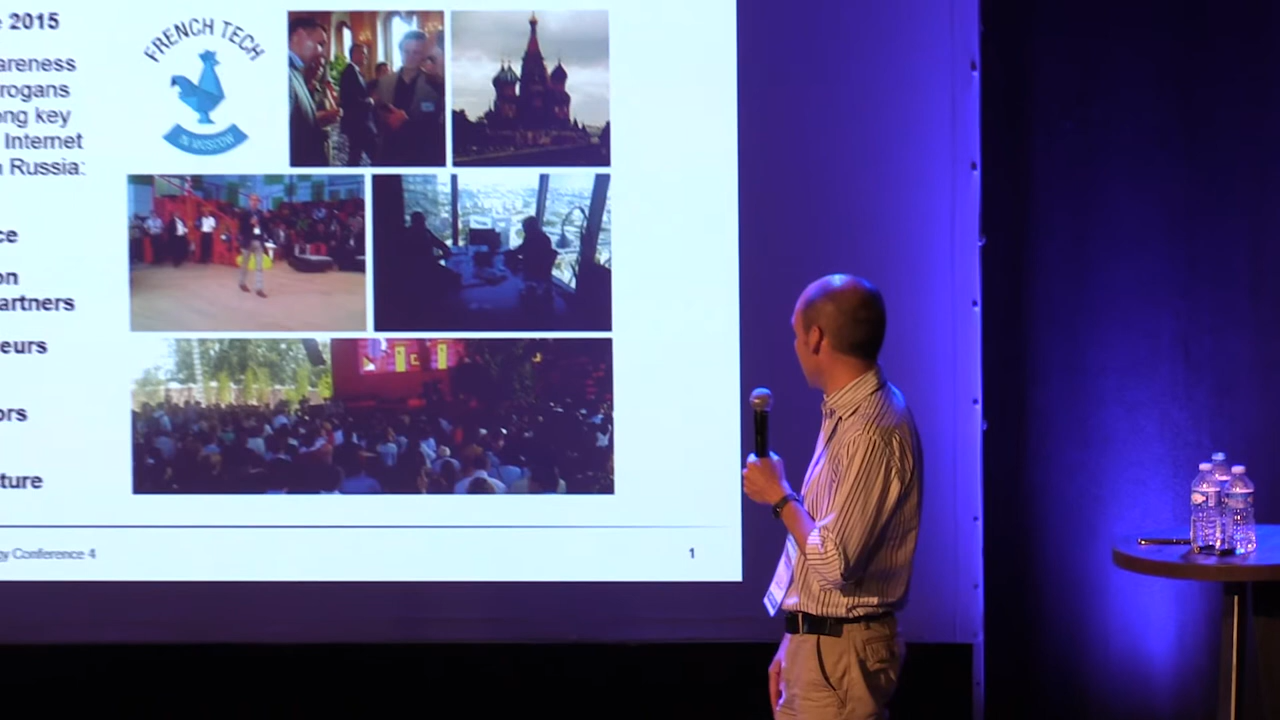 e 2015
areness
rogans
ong key
Internet
n Russia:
ce
on
artners
eurs
ors
ture
FRENCH TECH
IN MOSCOW
gy Conference 4
1